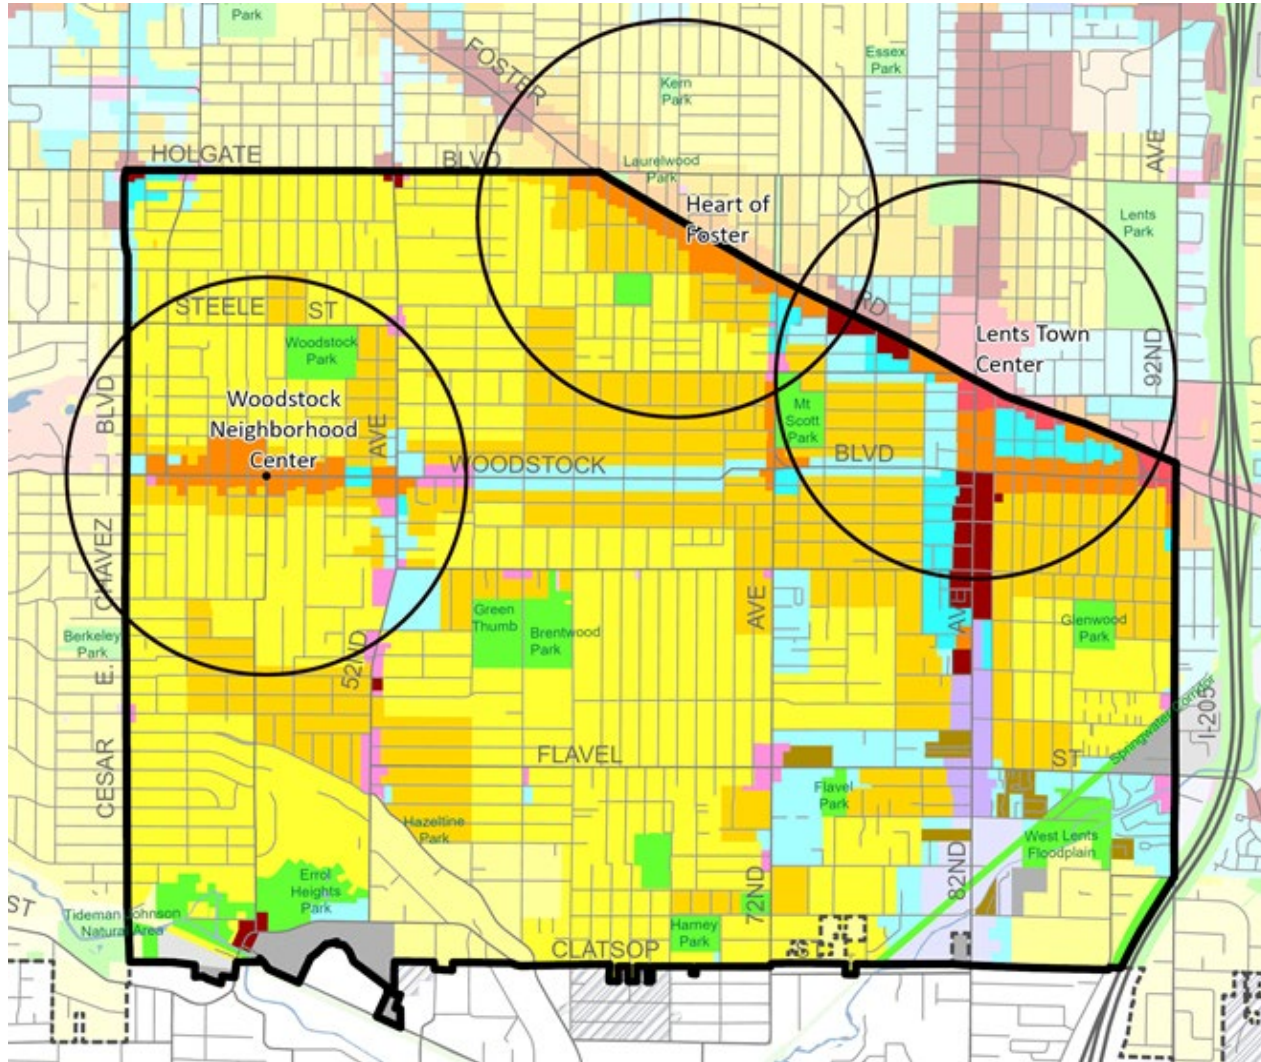 Park
FOSTER
Essex
Park
Kern
Park
HOLGATE
BLVD
Laurelwood
Park
AVE
Heart of
Foster
Lents
Park
STEELE
ST
RD
Woodstock
Park
Lents Town
Center
92ND
BLVD
Woodstock
Neighborhood
Center
AVE
Mt
Scott
Park
WOODSTOCK
BLVD
CHAVEZ
Green
Thumb
Brentwood
Park
AVE
AVE
Glenwood
Park
Berkeley
Park
E.
52ND
Springwater Corridor
I-205
CESAR
FLAVEL
ST
Flavel
Park
Hazeltine
Park
West Lents
Floodplain
82ND
Errol
Heights
Park
72ND
ST
Tideman Johnson
Natural Area
Harney
Park
CLATSOP